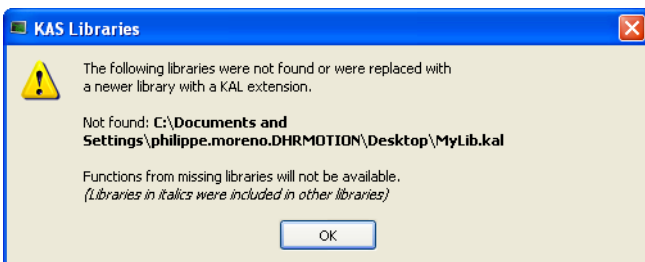 KAS Libraries
The following libraries were not found or were replaced with
a newer library with a KAL extension.
Not found: C:\Documents and
Settings\philippe.moreno.DHRMOTION\Desktop\MyLib.kal
Functions from missing libraries will not be available.
(Libraries in italics were included in other libraries)
OK